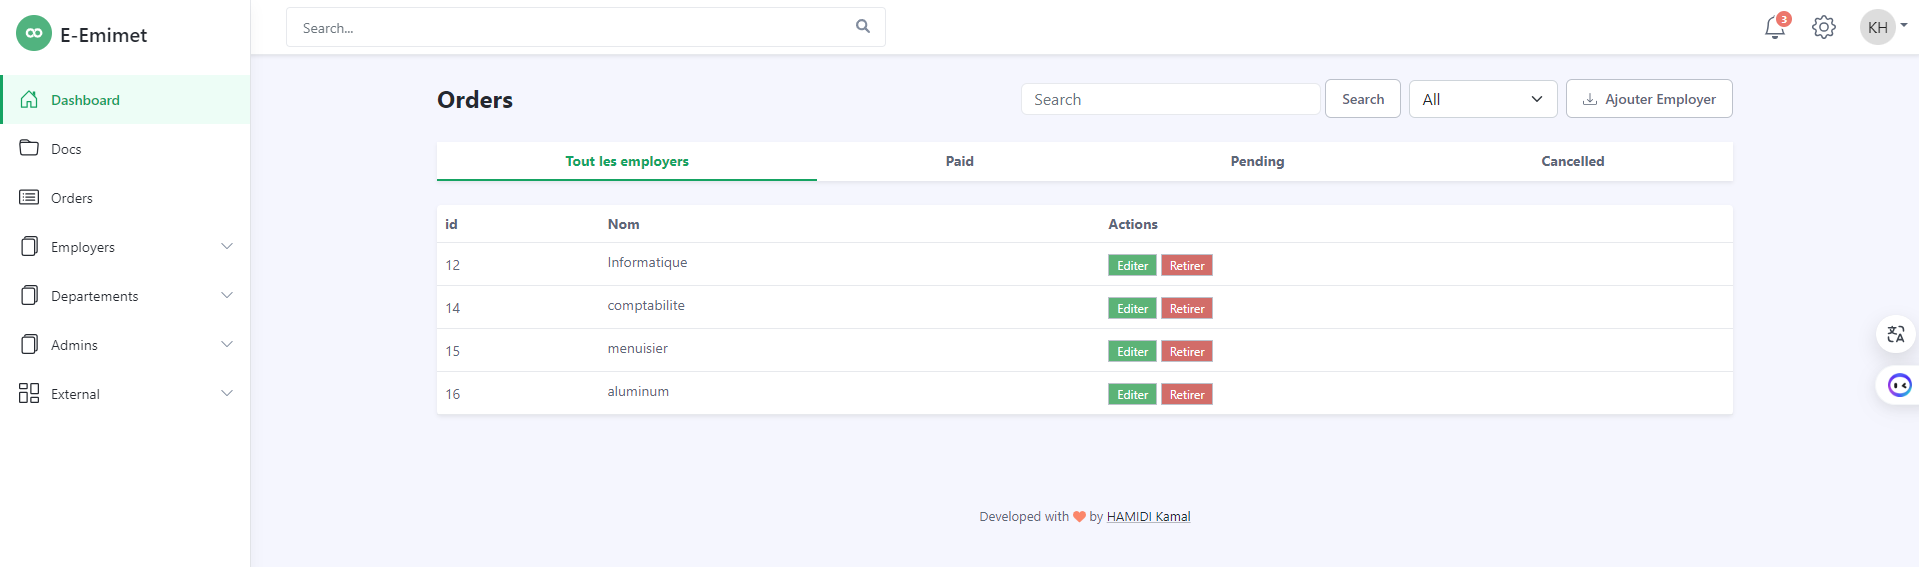 E-Emimet
Search...
3
KH
Dashboard
Docs
Orders
Employers
Departements
Admins
External
Orders
Search
Search
All
Ajouter Employer
Tout les employers
Paid
Pending
Cancelled
id Nom Actions
12 Informatique Editer Retirer
14 comptabilite Editer Retirer
15 menuisier Editer Retirer
16 aluminum Editer Retirer
Developed with by HAMIDI Kamal